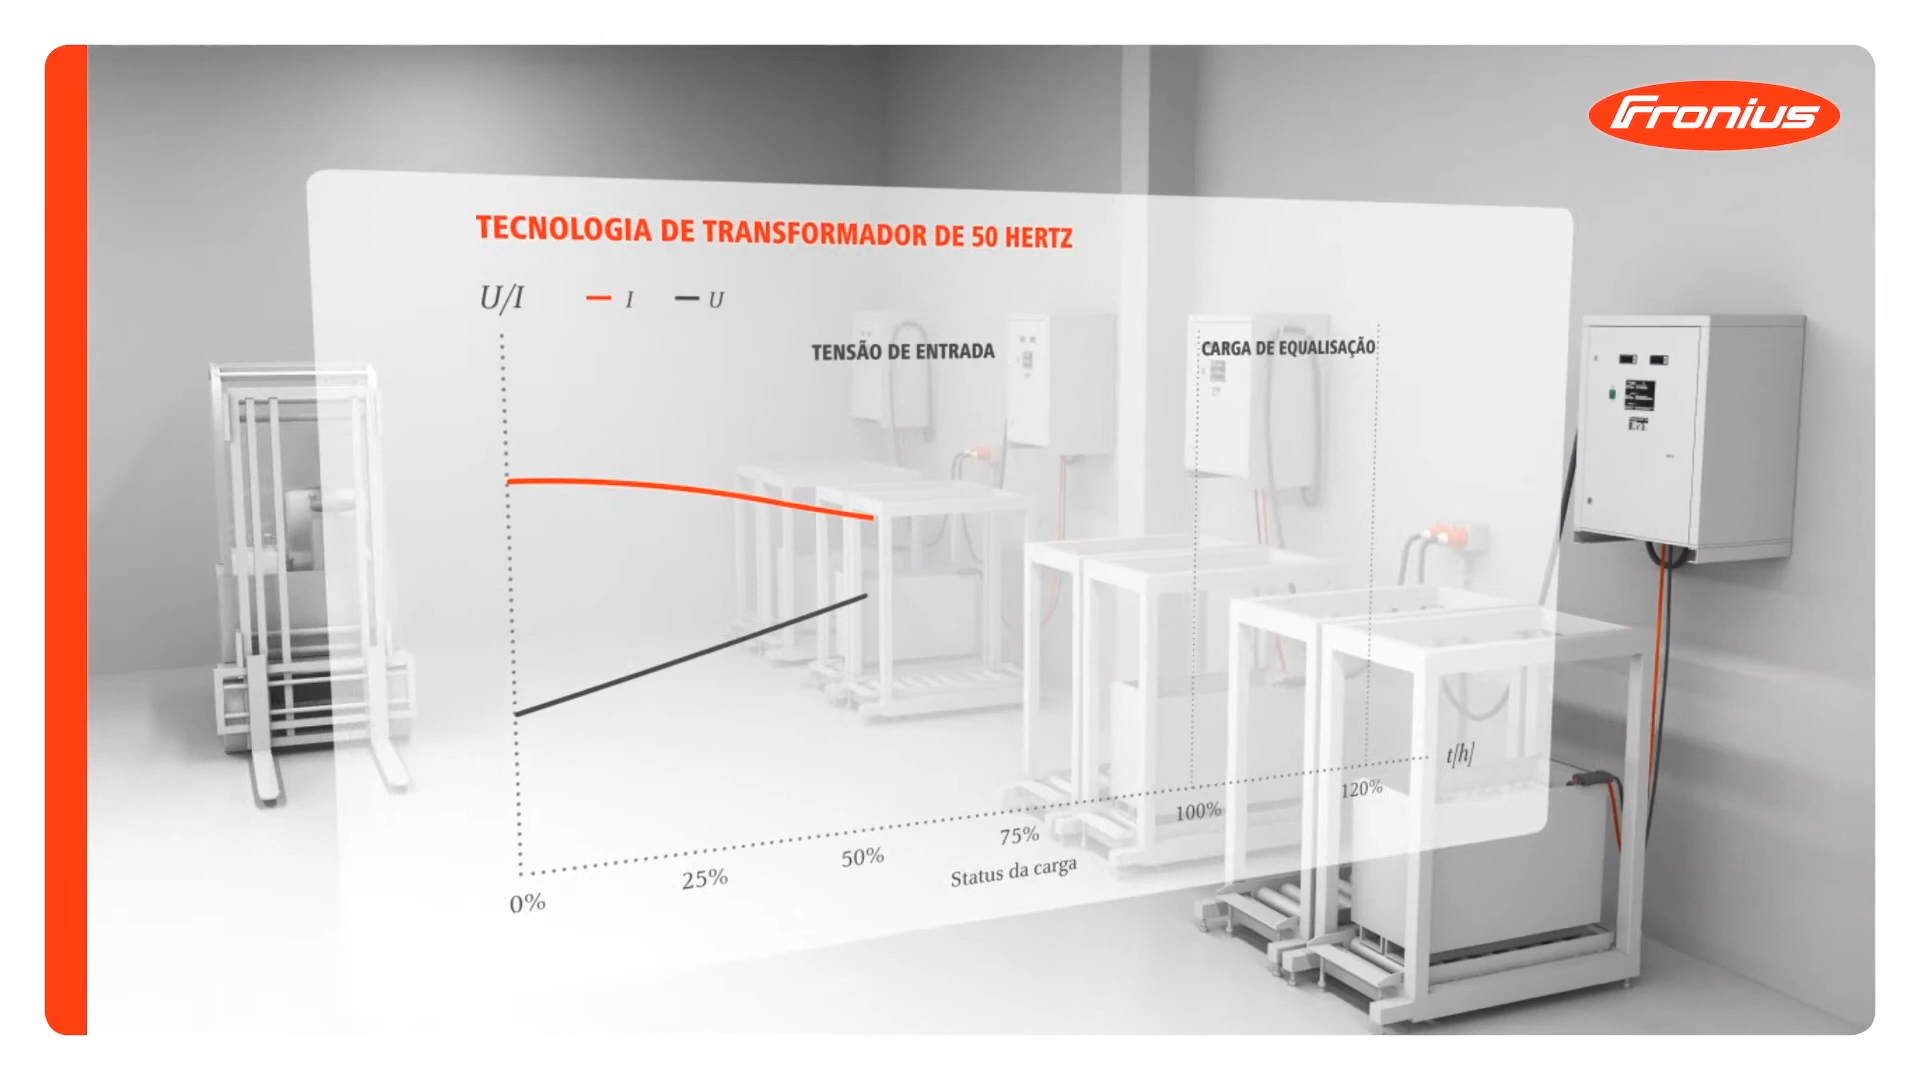 Fronius
TECNOLOGIA DE TRANSFORMADOR DE 50 HERTZ
U/I I U
TENSÃO DE ENTRADA
CARGA DE EQUALISAÇÃO
t[h]
0% 25% 50% 75% 100% 120%
Status da carga